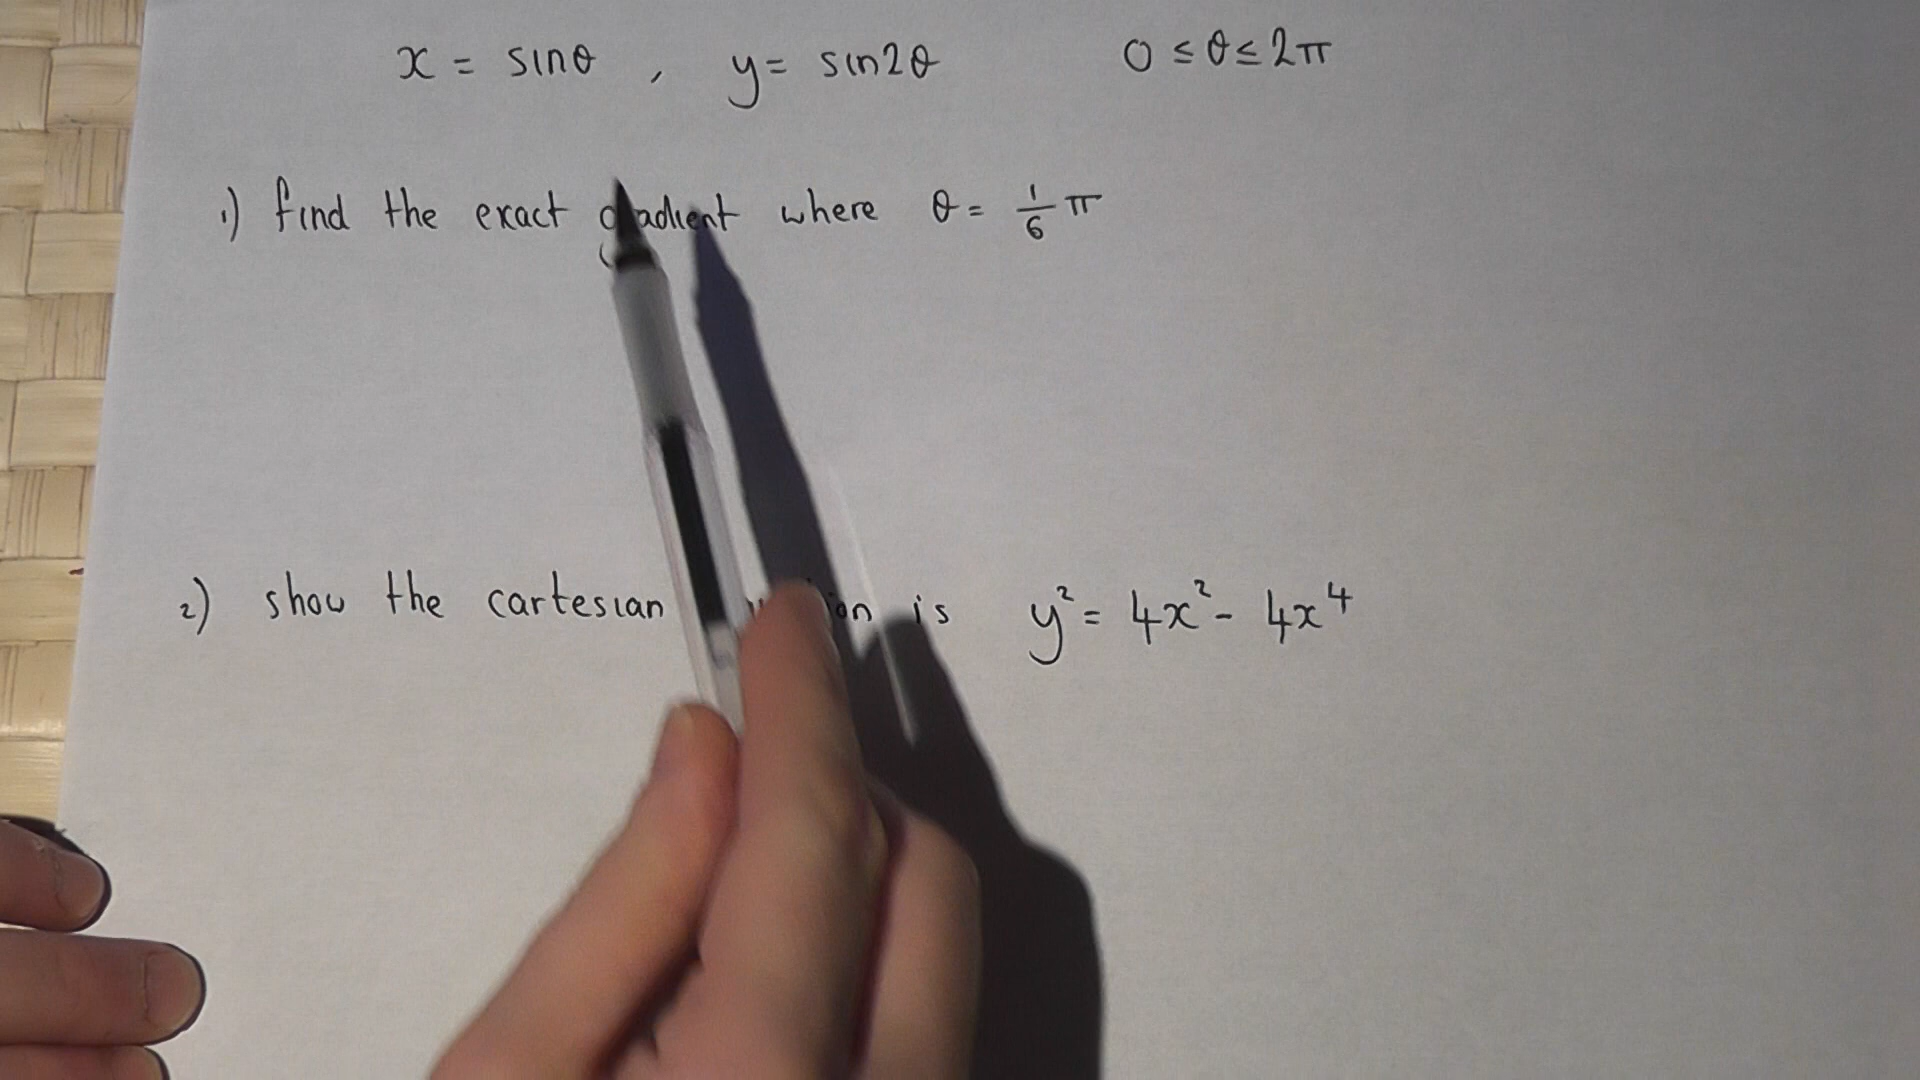 x = sinθ , y = sin2θ 0 ≤ θ ≤ 2π
1) find the exact gradient where θ = 1/6 π
2) show the cartesian is y² = 4x² - 4x⁴